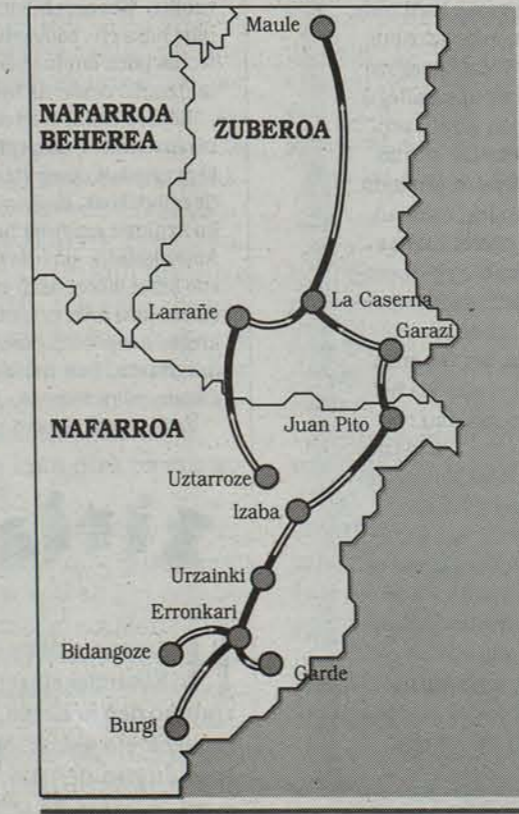 Maule
NAFARROA
BEHEREA
ZUBEROA
Larrañe
La Caserna
Garazi
NAFARROA
Juan Pito
Uztarroze
Izaba
Urzainki
Erronkari
Bidangoze
Garde
Burgi